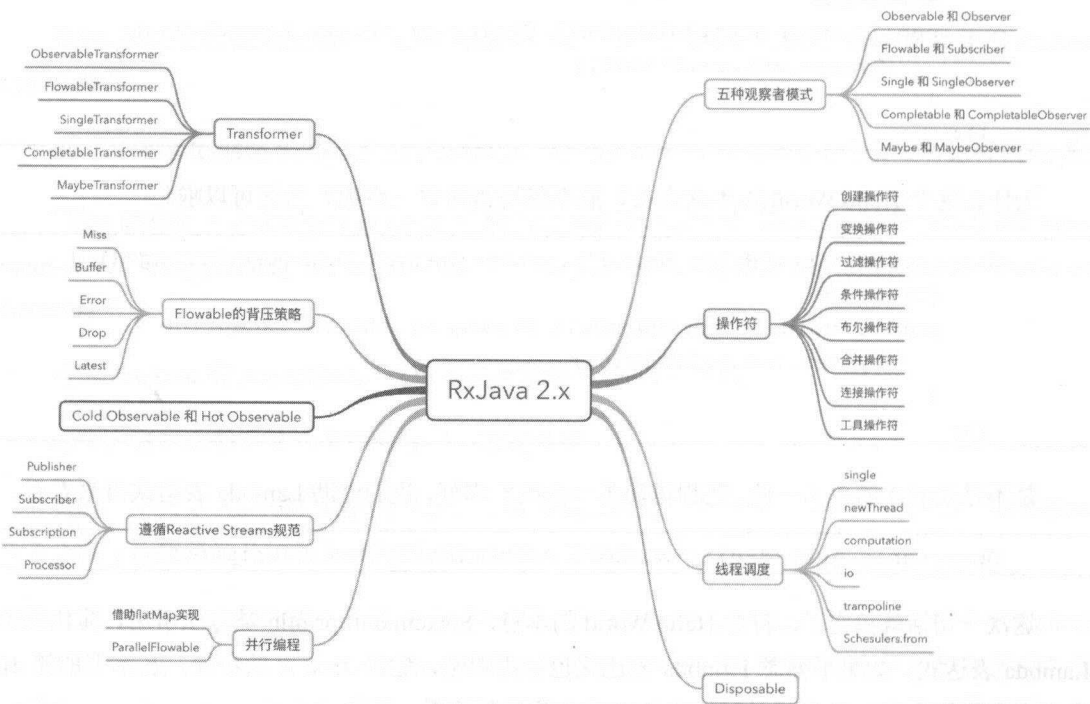 RxJava 2.x
Transformer
ObservableTransformer
FlowableTransformer
SingleTransformer
CompletableTransformer
MaybeTransformer
Flowable的背压策略
Miss
Buffer
Error
Drop
Latest
Cold Observable 和 Hot Observable
遵循Reactive Streams规范
Publisher
Subscriber
Subscription
Processor
并行编程
借助flatMap实现
ParallelFlowable
五种观察者模式
Observable 和 Observer
Flowable 和 Subscriber
Single 和 SingleObserver
Completable 和 CompletableObserver
Maybe 和 MaybeObserver
操作符
创建操作符
变换操作符
过滤操作符
条件操作符
布尔操作符
合并操作符
连接操作符
工具操作符
线程调度
single
newThread
computation
io
trampoline
Schesulers.from
Disposable